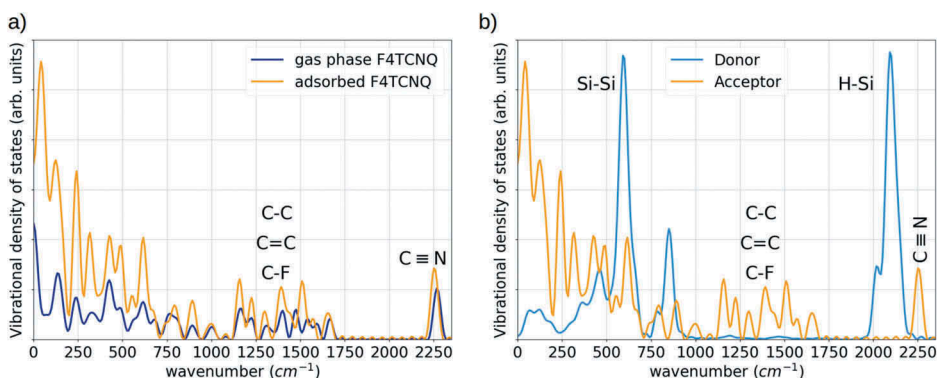 a)
Vibrational density of states (arb. units)
gas phase F4TCNQ
adsorbed F4TCNQ
C-C
C=C
C-F
C≡N
0 250 500 750 1000 1250 1500 1750 2000 2250
wavenumber (cm⁻¹)
b)
Vibrational density of states (arb. units)
Si-Si
Donor
Acceptor
H-Si
C-C
C=C
C-F
C≡N
0 250 500 750 1000 1250 1500 1750 2000 2250
wavenumber (cm⁻¹)